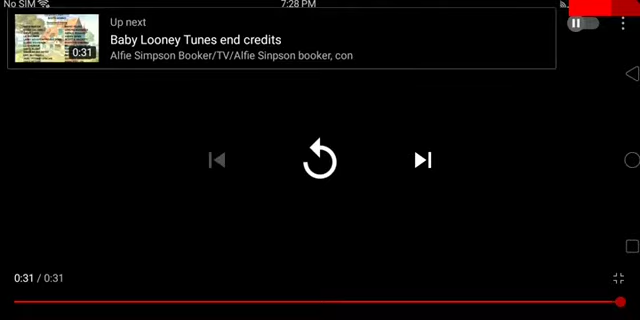 No SIM
7:28 PM
Up next
Baby Looney Tunes end credits
Alfie Simpson Booker/TV/Alfie Sinpson booker, con
0:31
0:31 / 0:31